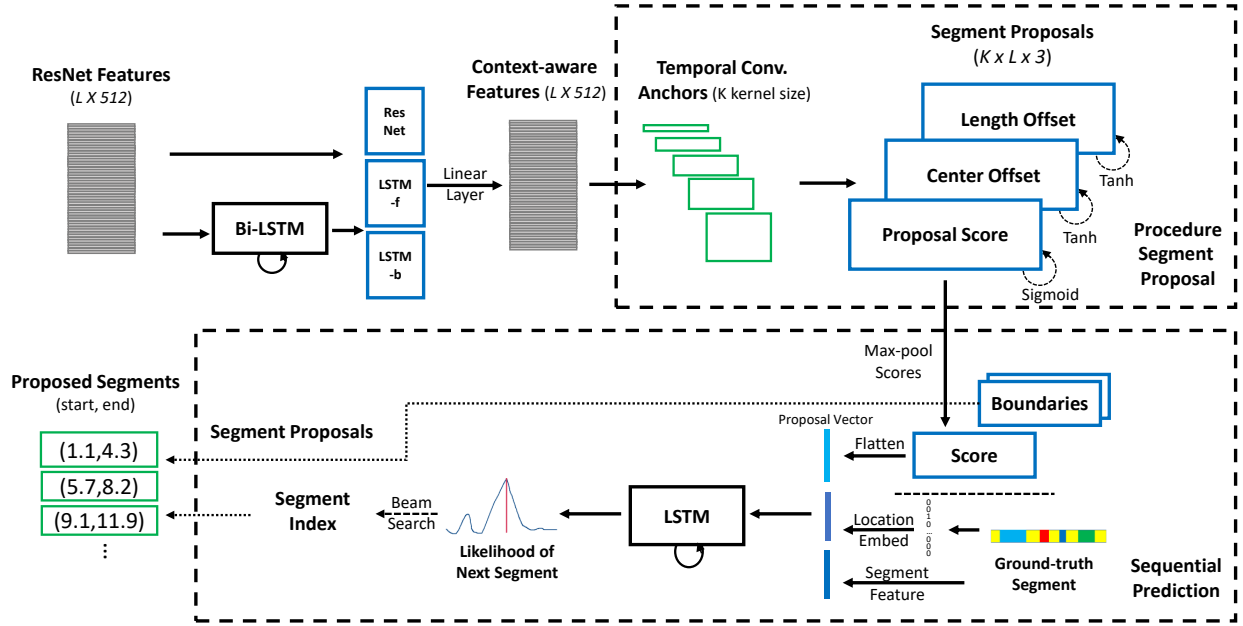 ResNet Features
(L X 512)
Res
Net
LSTM
-f
LSTM
-b
Bi-LSTM
Linear
Layer
Context-aware
Features (L X 512)
Temporal Conv.
Anchors (K kernel size)
Segment Proposals
(K x L x 3)
Length Offset
Tanh
Center Offset
Tanh
Proposal Score
Sigmoid
Procedure
Segment
Proposal
Max-pool
Scores
Boundaries
Score
Flatten
Proposal Vector
0010 ...000
Location
Embed
Segment
Feature
Ground-truth
Segment
Sequential
Prediction
LSTM
Likelihood of
Next Segment
Beam
Search
Segment
Index
Segment Proposals
Proposed Segments
(start, end)
(1.1,4.3)
(5.7,8.2)
(9.1,11.9)
⋮